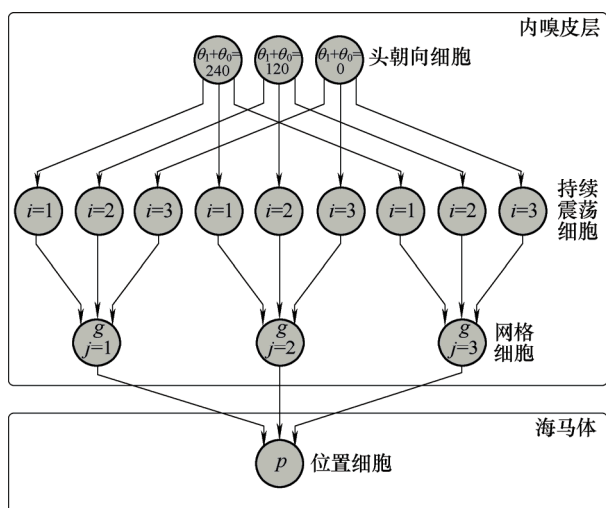 内嗅皮层
θ₁+θ₀=
240
θ₁+θ₀=
120
θ₁+θ₀=
0
头朝向细胞
i=1
i=2
i=3
i=1
i=2
i=3
i=1
i=2
i=3
持续
震荡
细胞
g
j=1
g
j=2
g
j=3
网格
细胞
海马体
p
位置细胞